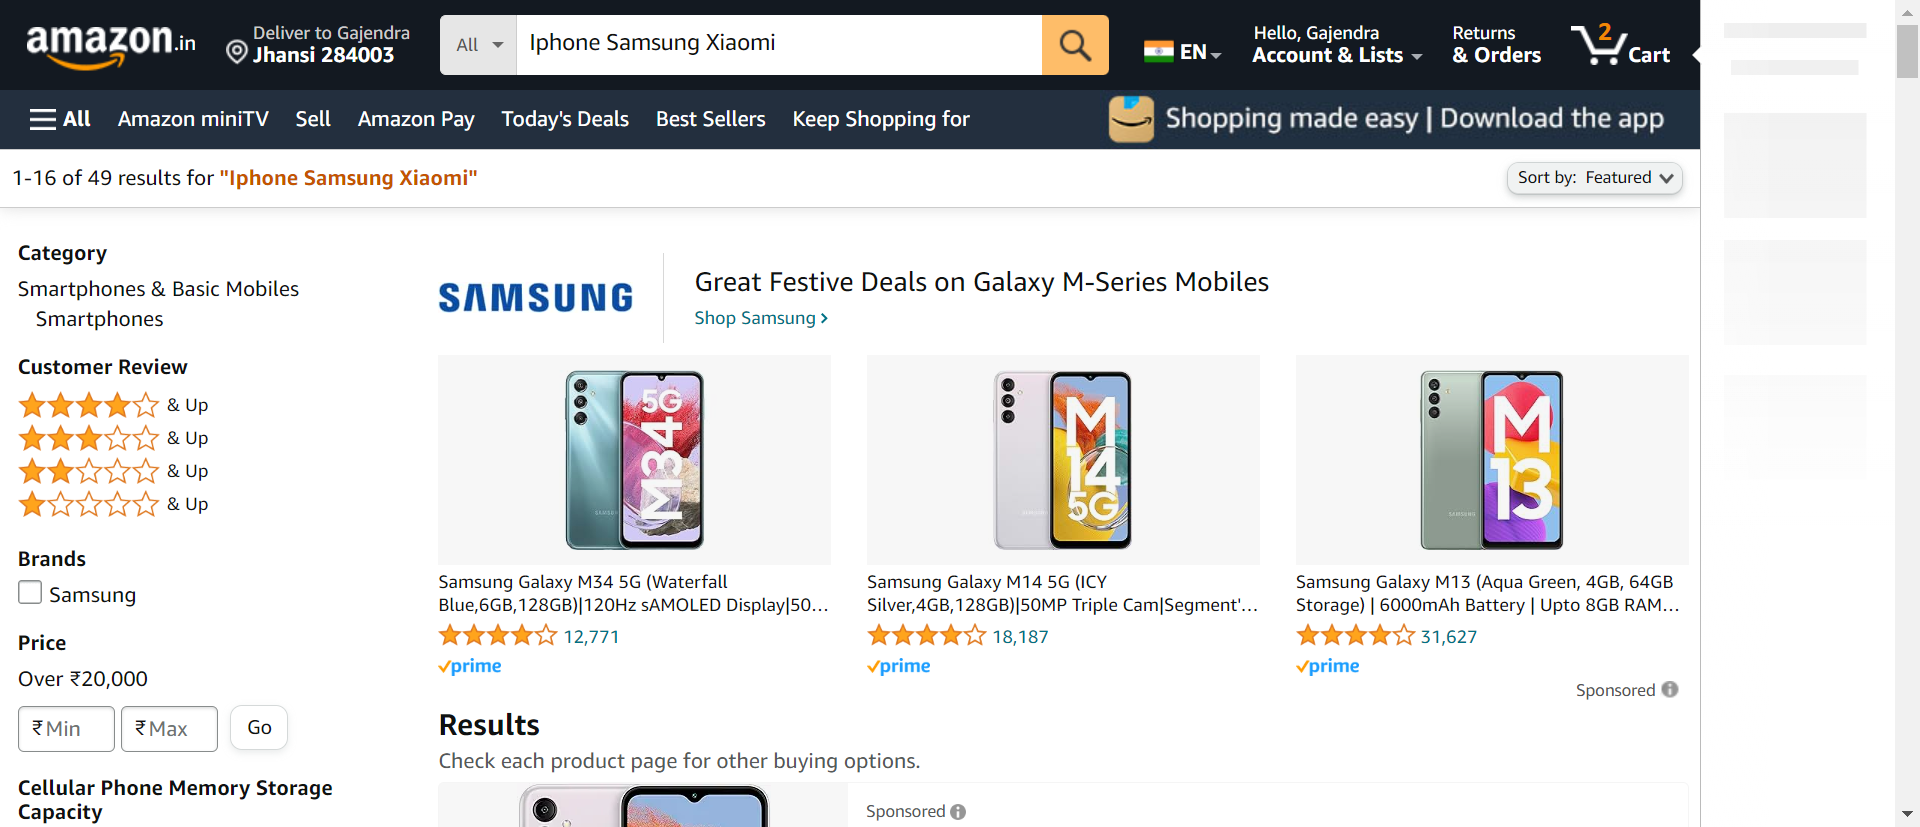 amazon.in
Deliver to Gajendra
Jhansi 284003
All
Iphone Samsung Xiaomi
EN
Hello, Gajendra
Account & Lists
Returns
& Orders
2
Cart
All
Amazon miniTV
Sell
Amazon Pay
Today's Deals
Best Sellers
Keep Shopping for
Shopping made easy | Download the app
1-16 of 49 results for "Iphone Samsung Xiaomi"
Sort by: Featured
Category
Smartphones & Basic Mobiles
Smartphones
Customer Review
& Up
& Up
& Up
& Up
Brands
Samsung
Price
Over ₹20,000
₹ Min
₹ Max
Go
Cellular Phone Memory Storage
Capacity
SAMSUNG
Great Festive Deals on Galaxy M-Series Mobiles
Shop Samsung
M34 5G
Samsung Galaxy M34 5G (Waterfall
Blue,6GB,128GB)|120Hz sAMOLED Display|50...
12,771
prime
M
14
5G
Samsung Galaxy M14 5G (ICY
Silver,4GB,128GB)|50MP Triple Cam|Segment'...
18,187
prime
SAMSUNG
M
13
Samsung Galaxy M13 (Aqua Green, 4GB, 64GB
Storage) | 6000mAh Battery | Upto 8GB RAM...
31,627
prime
Sponsored
Results
Check each product page for other buying options.
Sponsored